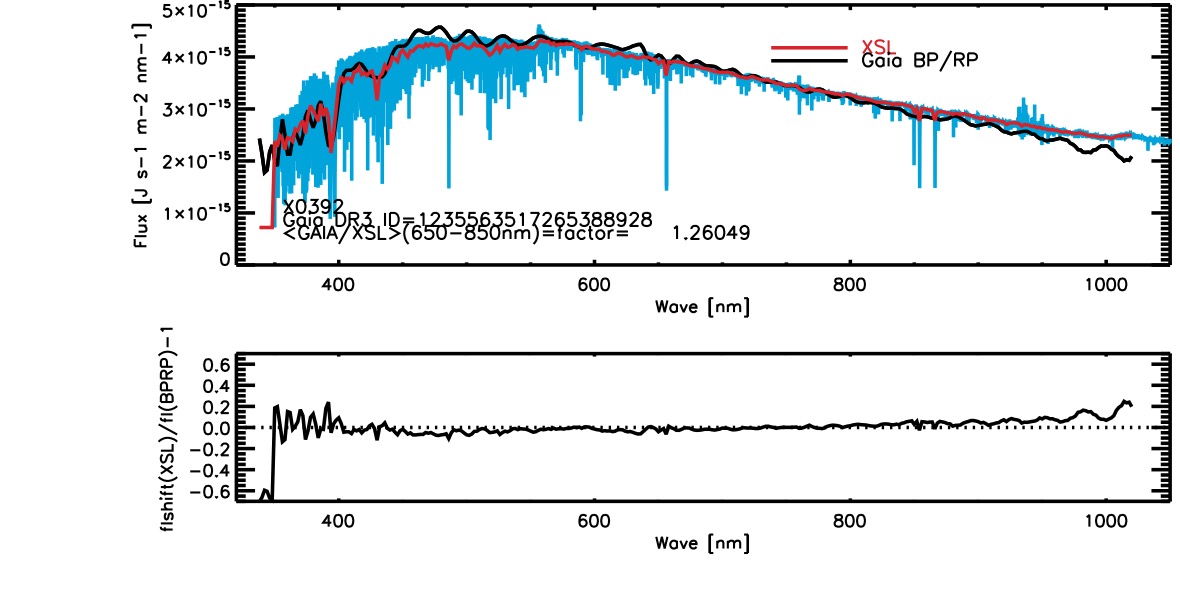 5×10−15
4×10−15
3×10−15
2×10−15
1×10−15
0
Flux [J s−1 m−2 nm−1]
XSL
Gaia BP/RP
X0392
Gaia DR3 ID=1235563517265388928
<GAIA/XSL>(650−850nm)=factor= 1.26049
400 600 800 1000
Wave [nm]
flshift(XSL)/fl(BPRP)−1
0.6
0.4
0.2
0.0
−0.2
−0.4
−0.6
400 600 800 1000
Wave [nm]